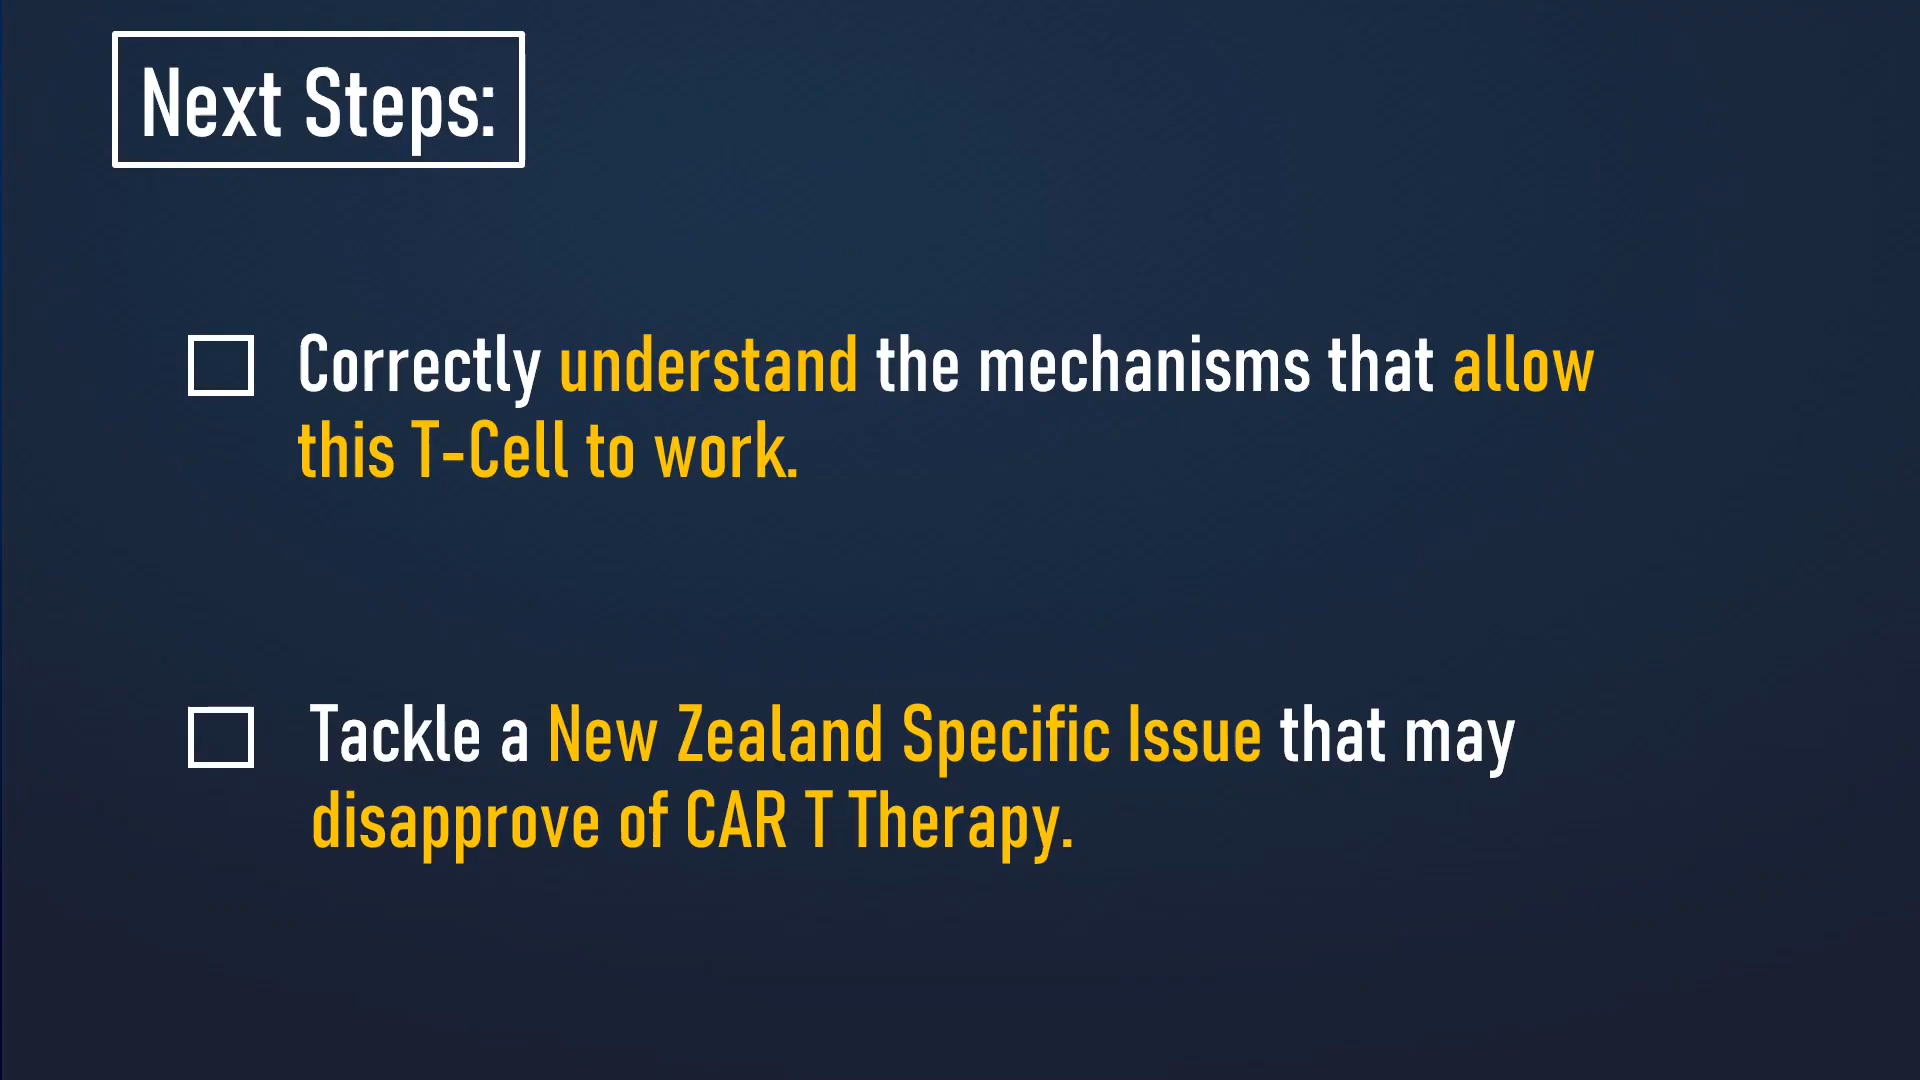 Next Steps:
Correctly understand the mechanisms that allow
this T-Cell to work.
Tackle a New Zealand Specific Issue that may
disapprove of CAR T Therapy.